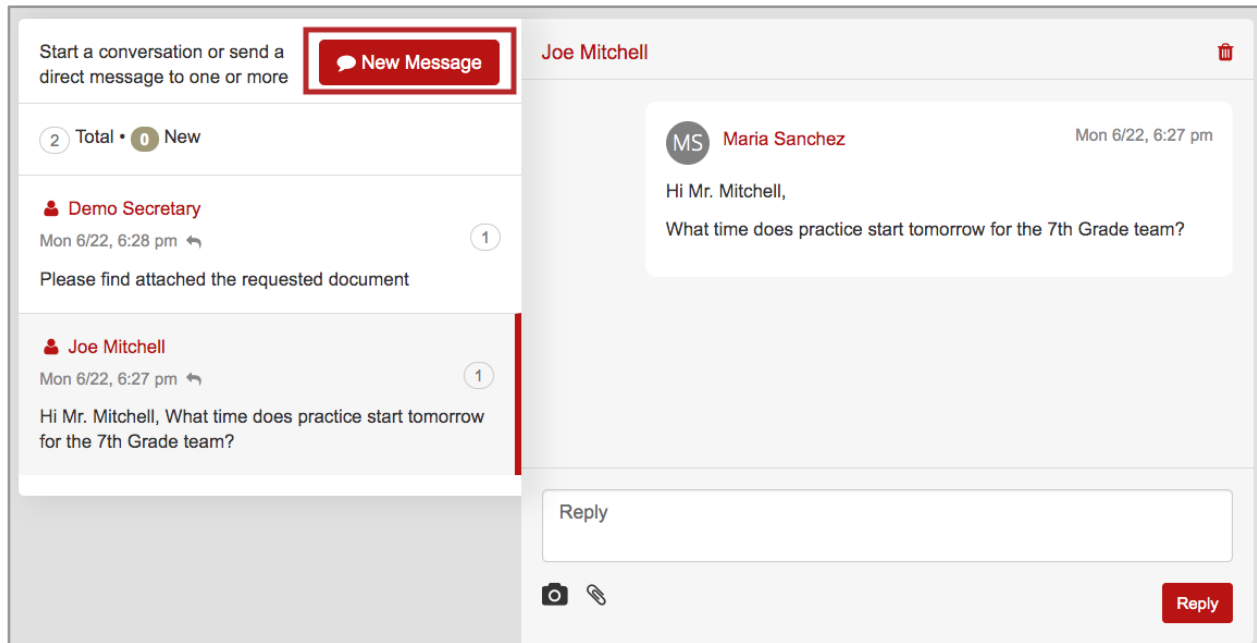 Start a conversation or send a
direct message to one or more
New Message
2 Total • 0 New
Demo Secretary
Mon 6/22, 6:28 pm
1
Please find attached the requested document
Joe Mitchell
Mon 6/22, 6:27 pm
1
Hi Mr. Mitchell, What time does practice start tomorrow
for the 7th Grade team?
Joe Mitchell
MS Maria Sanchez Mon 6/22, 6:27 pm
Hi Mr. Mitchell,
What time does practice start tomorrow for the 7th Grade team?
Reply
Reply